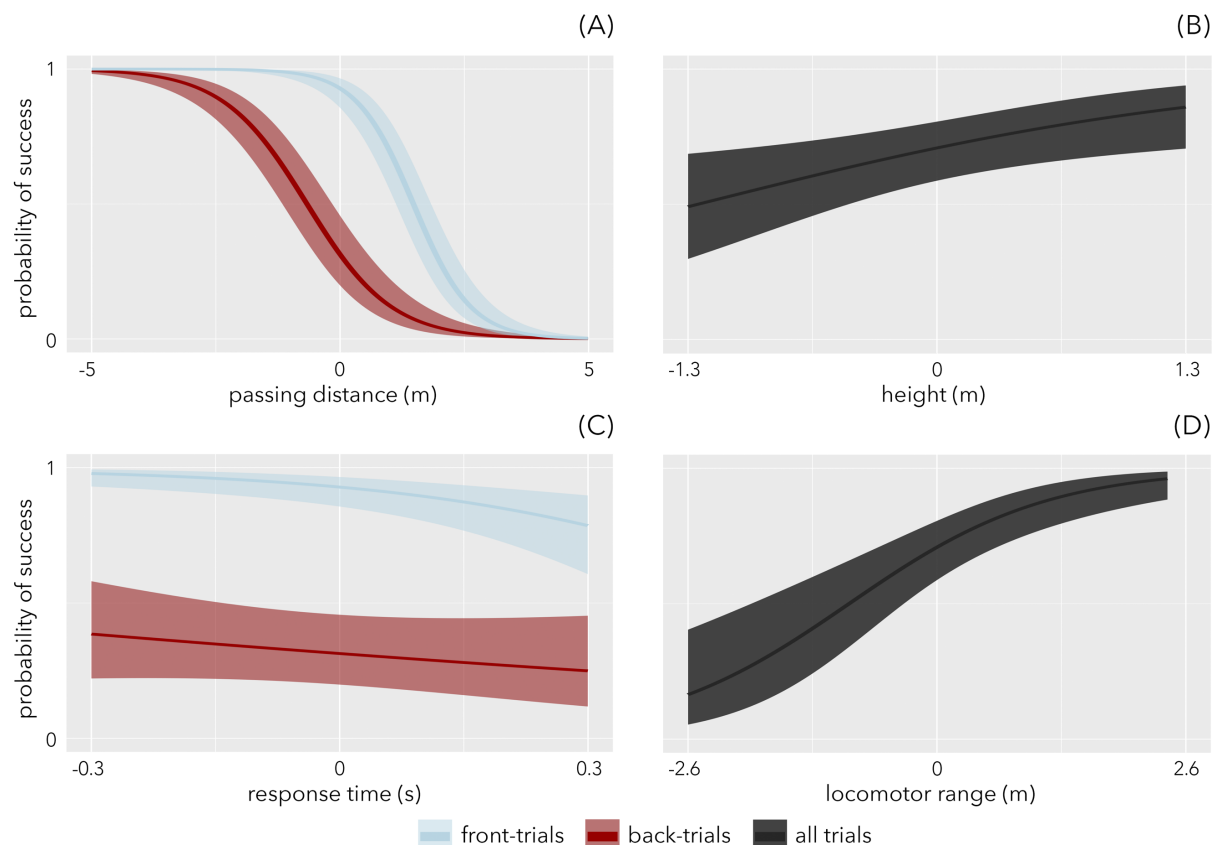 (A)
(B)
probability of success
1
0
-5 0 5
passing distance (m)
-1.3 0 1.3
height (m)
(C)
(D)
probability of success
1
0
-0.3 0 0.3
response time (s)
-2.6 0 2.6
locomotor range (m)
front-trials back-trials all trials